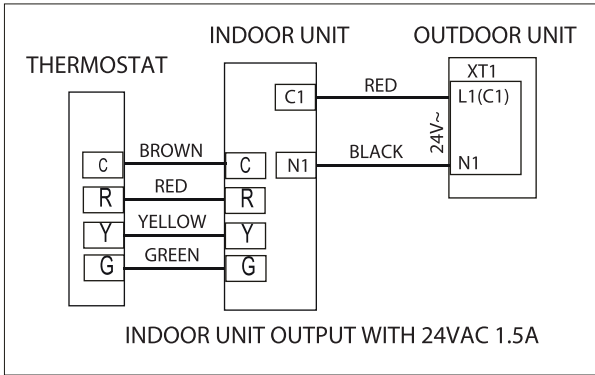 INDOOR UNIT
OUTDOOR UNIT
THERMOSTAT
XT1
C1
RED
L1(C1)
24V~
BROWN
BLACK
C
C
N1
N1
RED
R
R
YELLOW
Y
Y
GREEN
G
G
INDOOR UNIT OUTPUT WITH 24VAC 1.5A